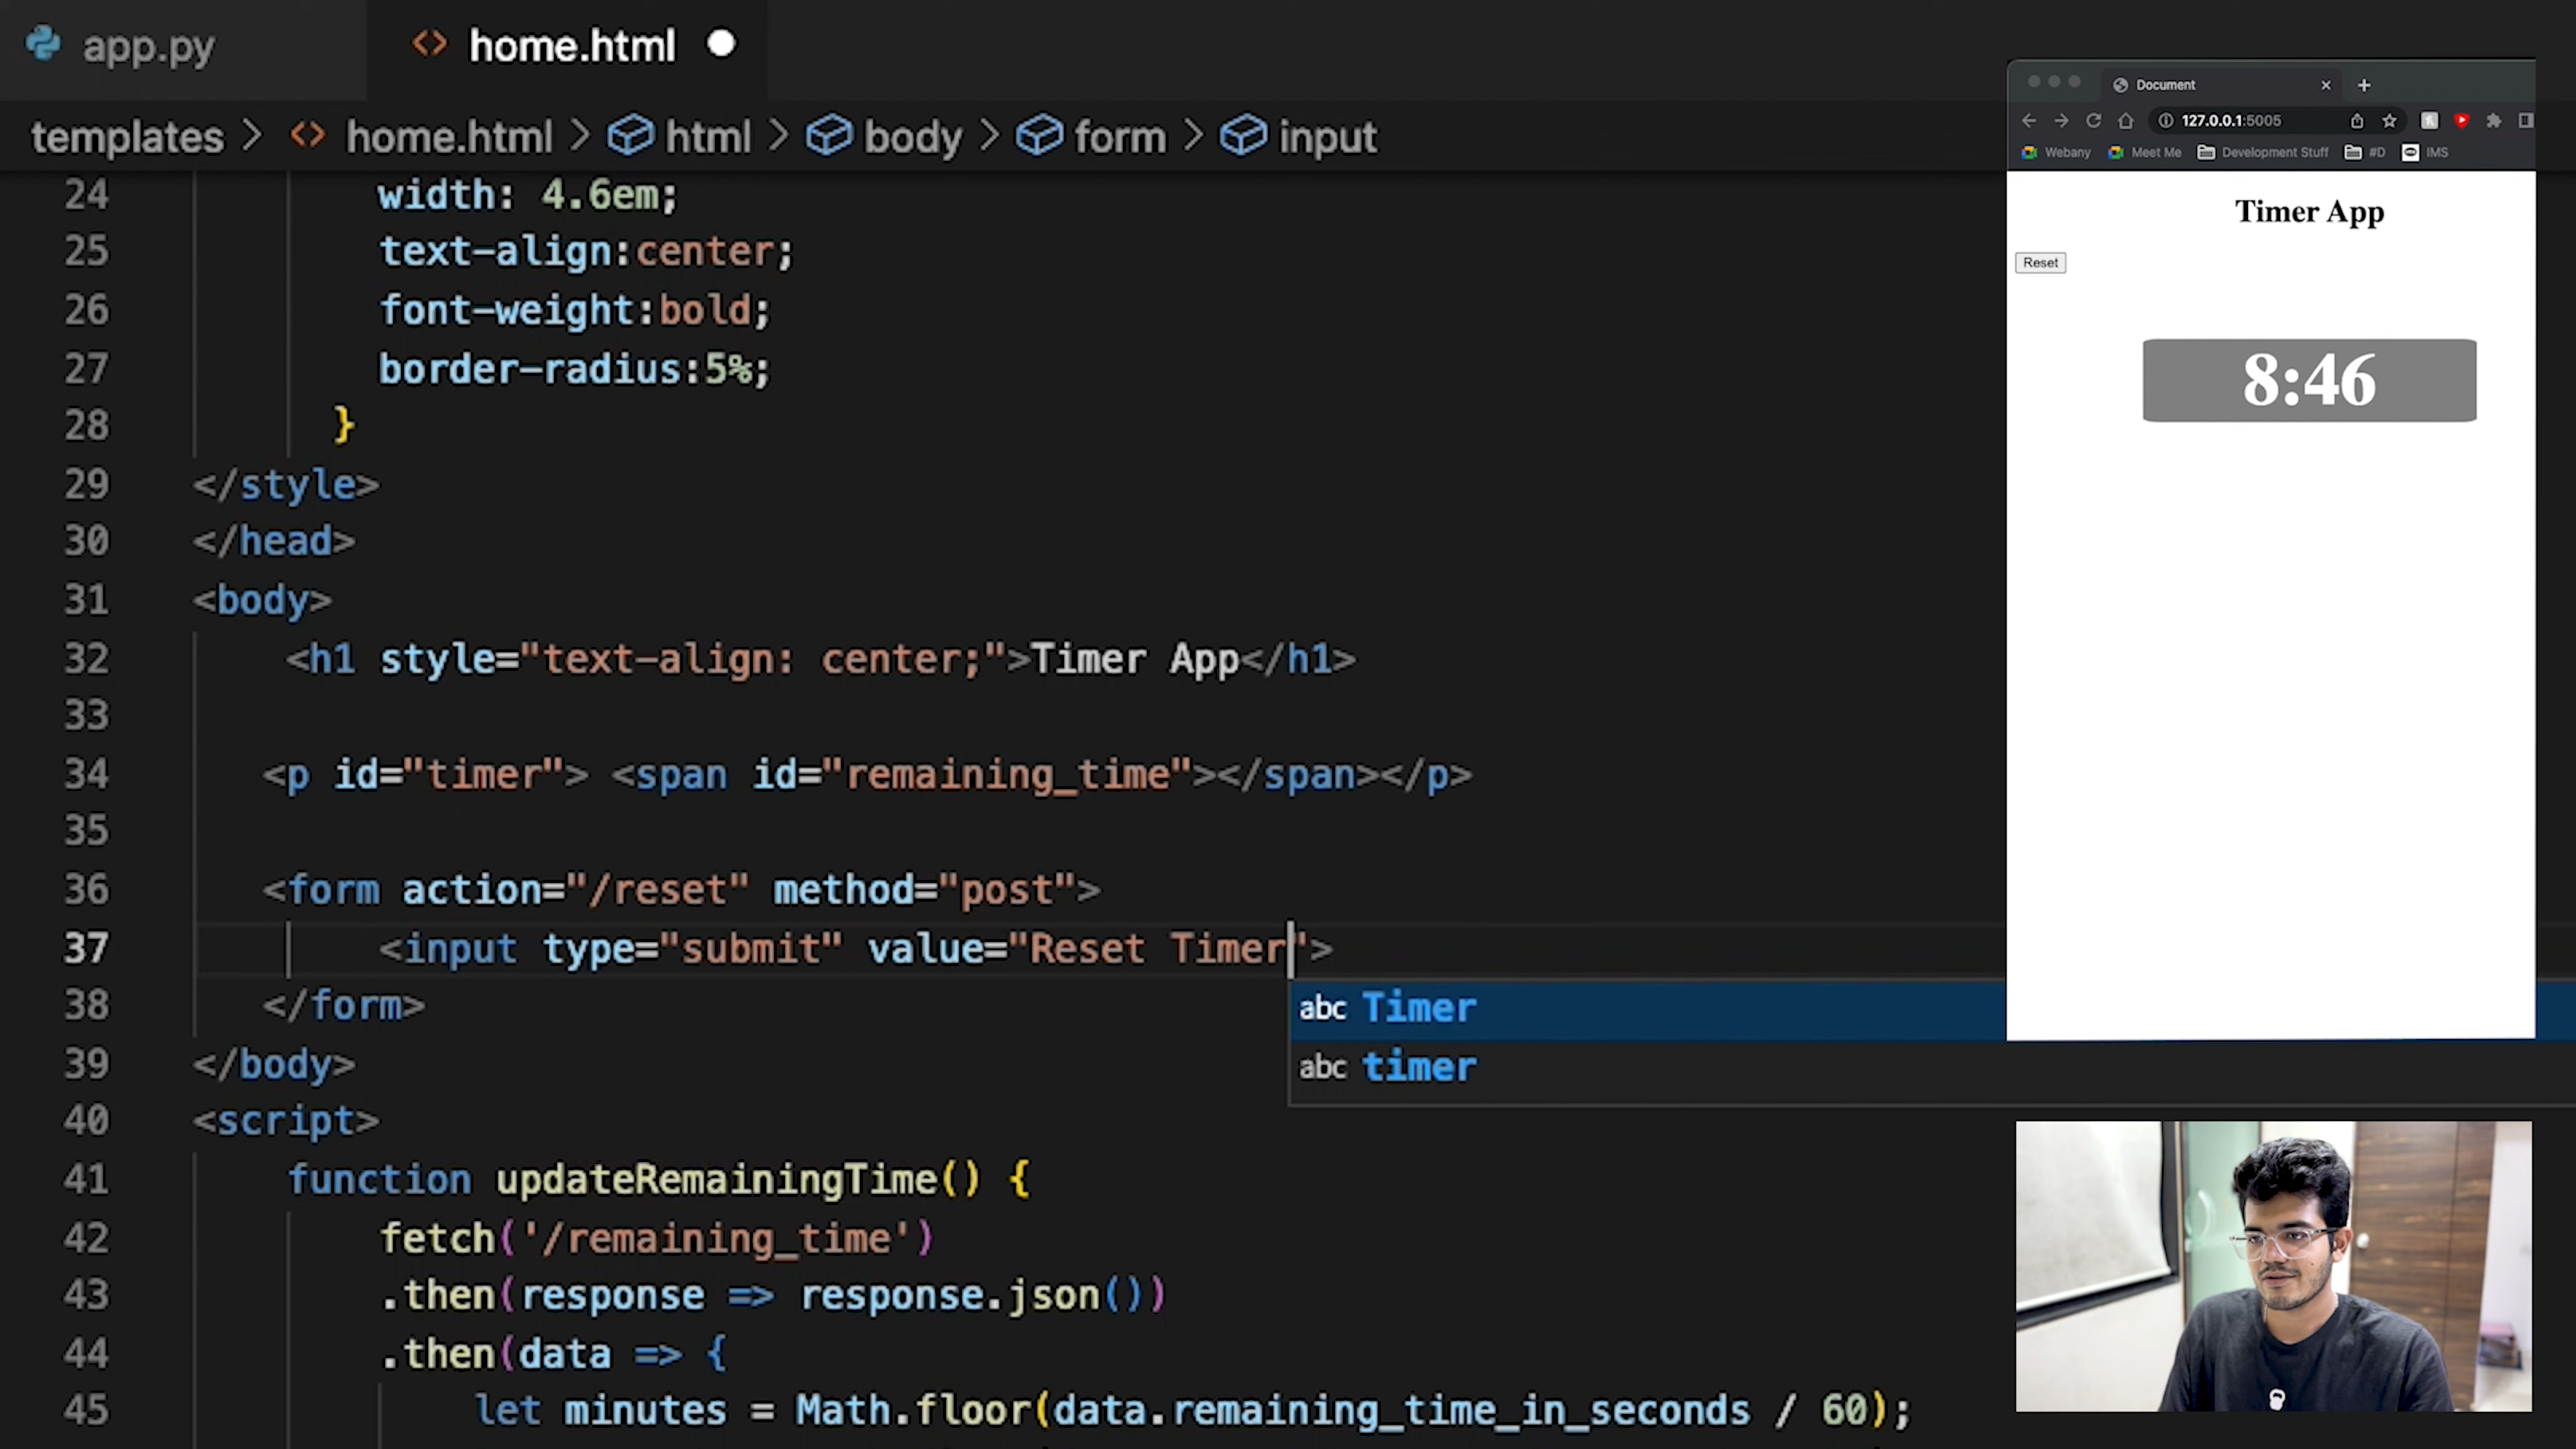 app.py
home.html
templates > home.html > html > body > form > input
24 width: 4.6em;
25 text-align:center;
26 font-weight:bold;
27 border-radius:5%;
28 }
29 </style>
30 </head>
31 <body>
32 <h1 style="text-align: center;">Timer App</h1>
33
34 <p id="timer"> <span id="remaining_time"></span></p>
35
36 <form action="/reset" method="post">
37 <input type="submit" value="Reset Timer">
abc Timer
abc timer
38 </form>
39 </body>
40 <script>
41 function updateRemainingTime() {
42 fetch('/remaining_time')
43 .then(response => response.json())
44 .then(data => {
45 let minutes = Math.floor(data.remaining_time_in_seconds / 60);
Document
127.0.0.1:5005
Webany Meet Me Development Stuff #D IMS
Timer App
Reset
8:46